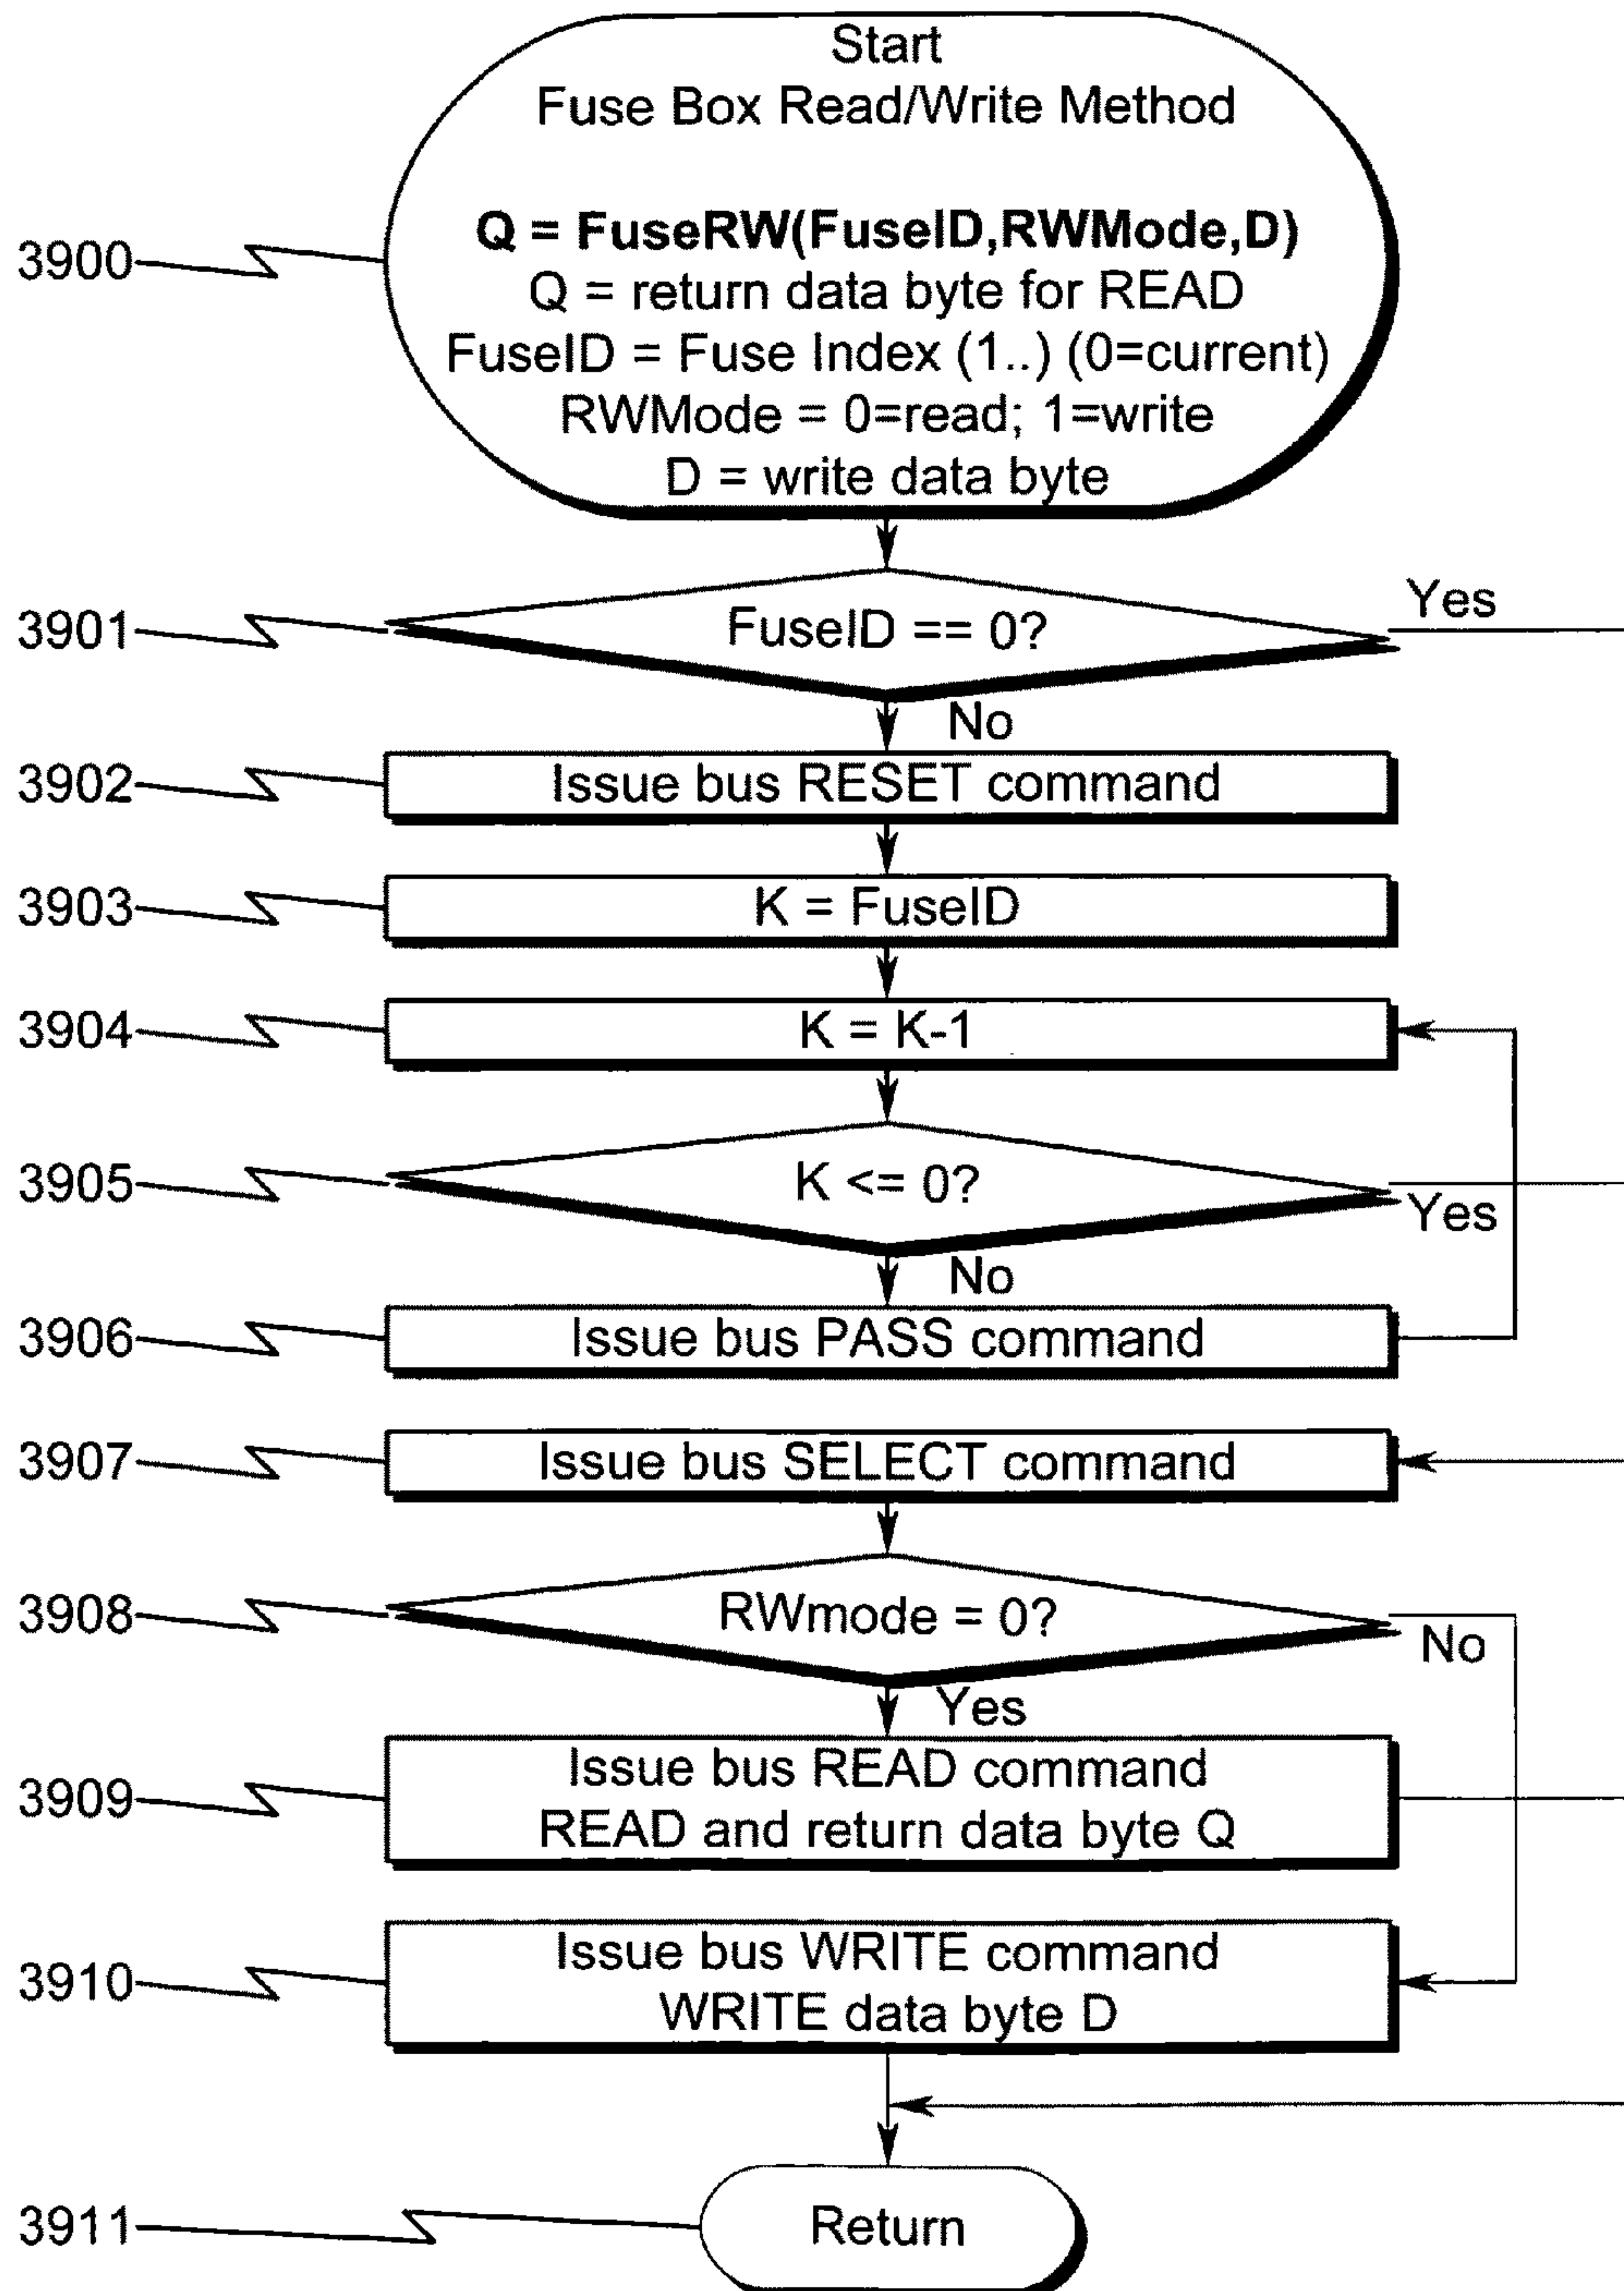 Start
Fuse Box Read/Write Method
Q = FuseRW(FuseID,RWMode,D)
Q = return data byte for READ
3900
FuseID = Fuse Index (1..) (0=current)
RWMode = 0=read; 1=write
D = write data byte
Yes
3901
FuseID == 0?
No
3902
Issue bus RESET command
3903
K = FuseID
3904
K = K-1
3905
K <= 0?
Yes
No
3906
Issue bus PASS command
3907
Issue bus SELECT command
3908
RWmode = 0?
No
Yes
3909
Issue bus READ command
READ and return data byte Q
3910
Issue bus WRITE command
WRITE data byte D
3911
Return